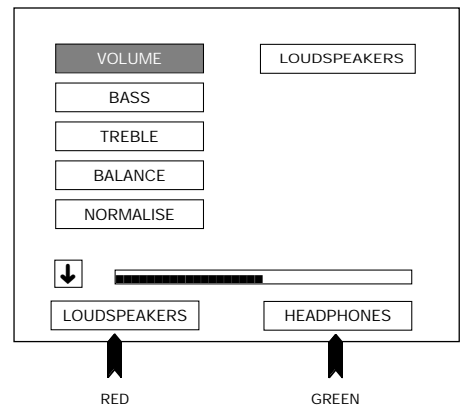 VOLUME LOUDSPEAKERS
BASS
TREBLE
BALANCE
NORMALISE
LOUDSPEAKERS HEADPHONES
RED GREEN